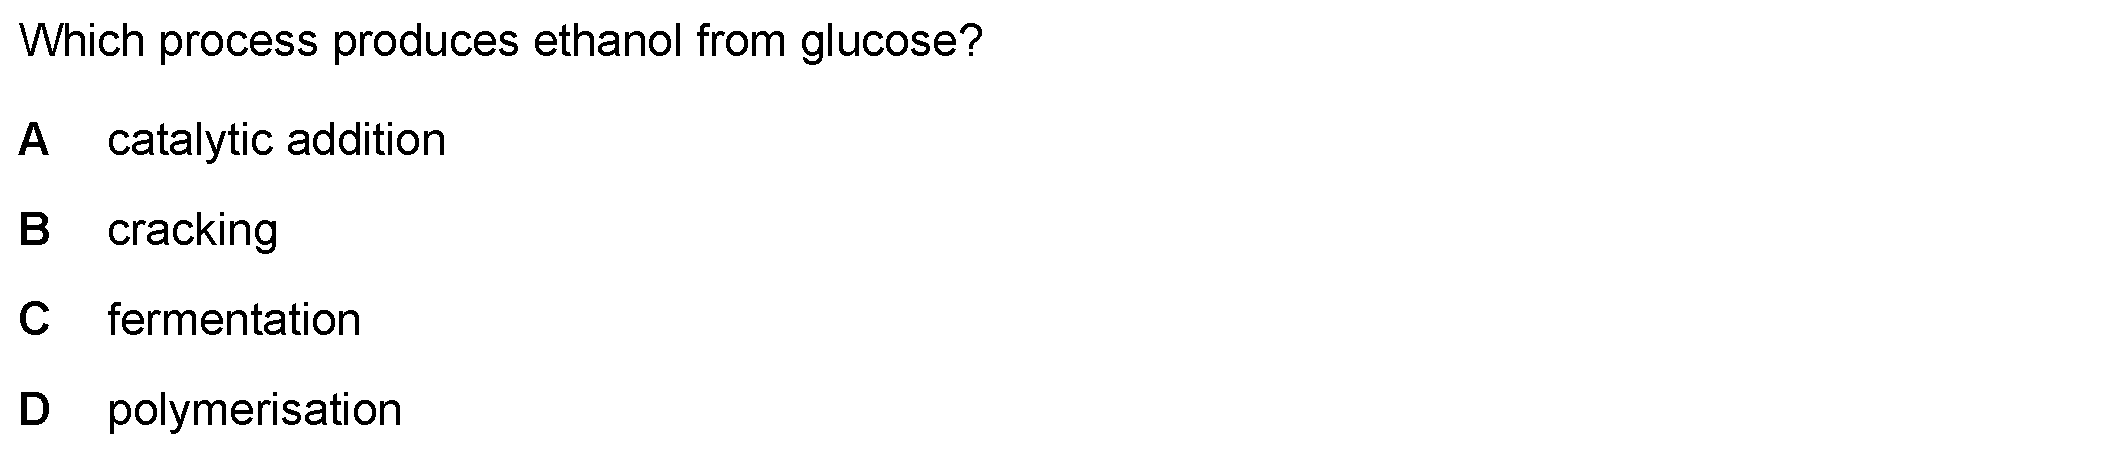 Which process produces ethanol from glucose?
A catalytic addition
B cracking
C fermentation
D polymerisation